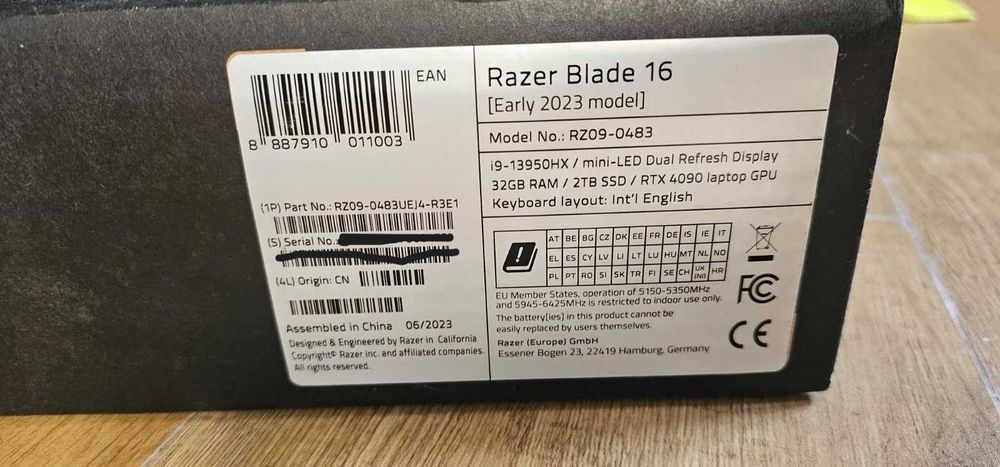 EAN
8 887910 011003
(1P) Part No.: RZ09-0483UEJ4-R3E1
(S) Serial No.:
(4L) Origin: CN
Assembled in China 06/2023
Designed & Engineered by Razer in California
Copyright© Razer Inc. and affiliated companies.
All rights reserved.
Razer Blade 16
[Early 2023 model]
Model No.: RZ09-0483
i9-13950HX / mini-LED Dual Refresh Display
32GB RAM / 2TB SSD / RTX 4090 laptop GPU
Keyboard layout: Int'l English
AT BE BG CZ DK EE FR DE IS IE IT
EL ES CY LV LI LT LU HU MT NL NO
PL PT RO SI SK TR FI SE CH UK (NI) HR
EU Member States, operation of 5150-5350MHz
and 5945-6425MHz is restricted to indoor use only.
The battery[ies] in this product cannot be
easily replaced by users themselves.
Razer (Europe) GmbH
Essener Bogen 23, 22419 Hamburg, Germany
FC
CE